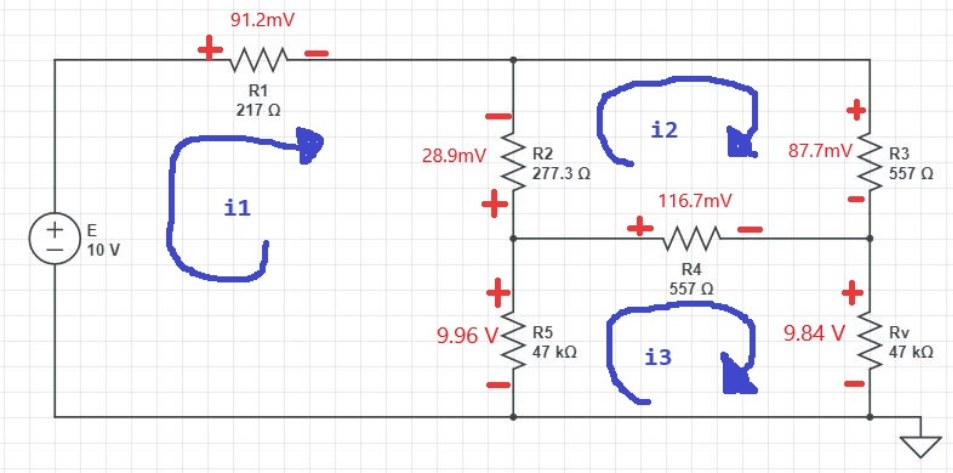 91.2mV
+ −
R1
217 Ω
i1
E
10 V
+
−
−
28.9mV
+
R2
277.3 Ω
i2
+
87.7mV
−
R3
557 Ω
116.7mV
+ −
R4
557 Ω
+
9.96 V
−
R5
47 kΩ
i3
+
9.84 V
−
Rv
47 kΩ